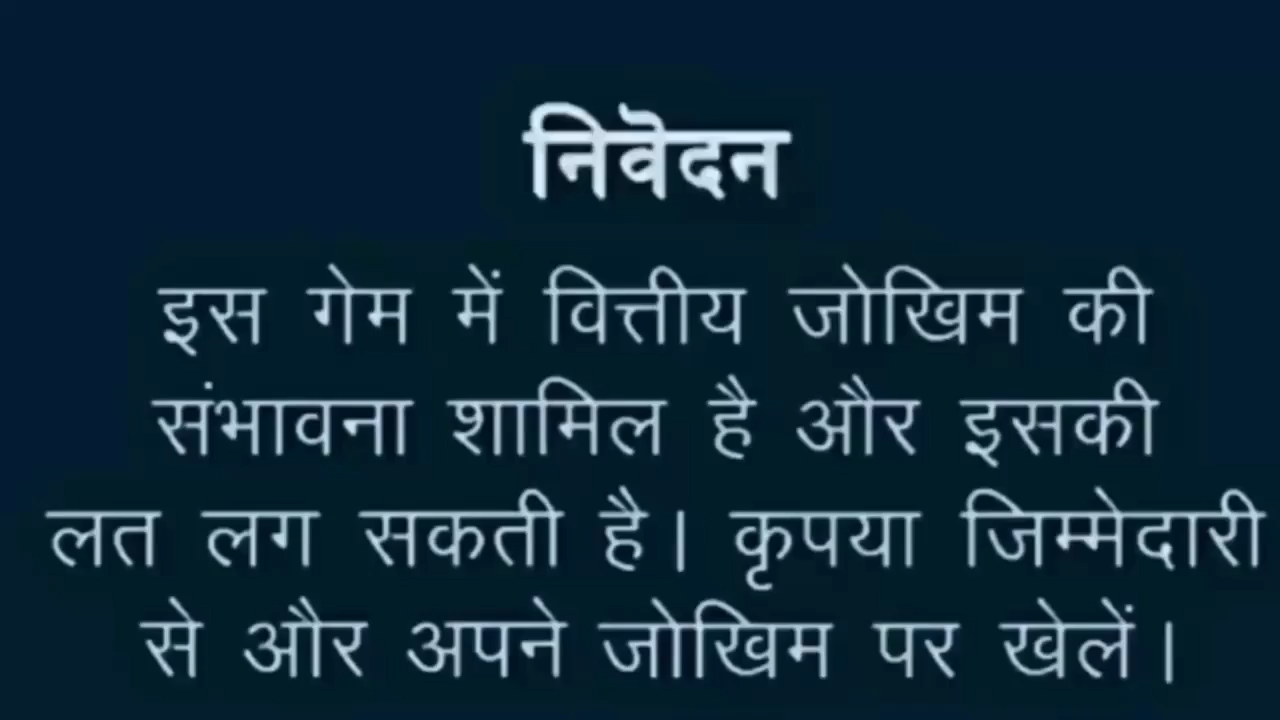 निवेदन
इस गेम में वित्तीय जोखिम की
संभावना शामिल है और इसकी
लत लग सकती है। कृपया जिम्मेदारी
से और अपने जोखिम पर खेलें।